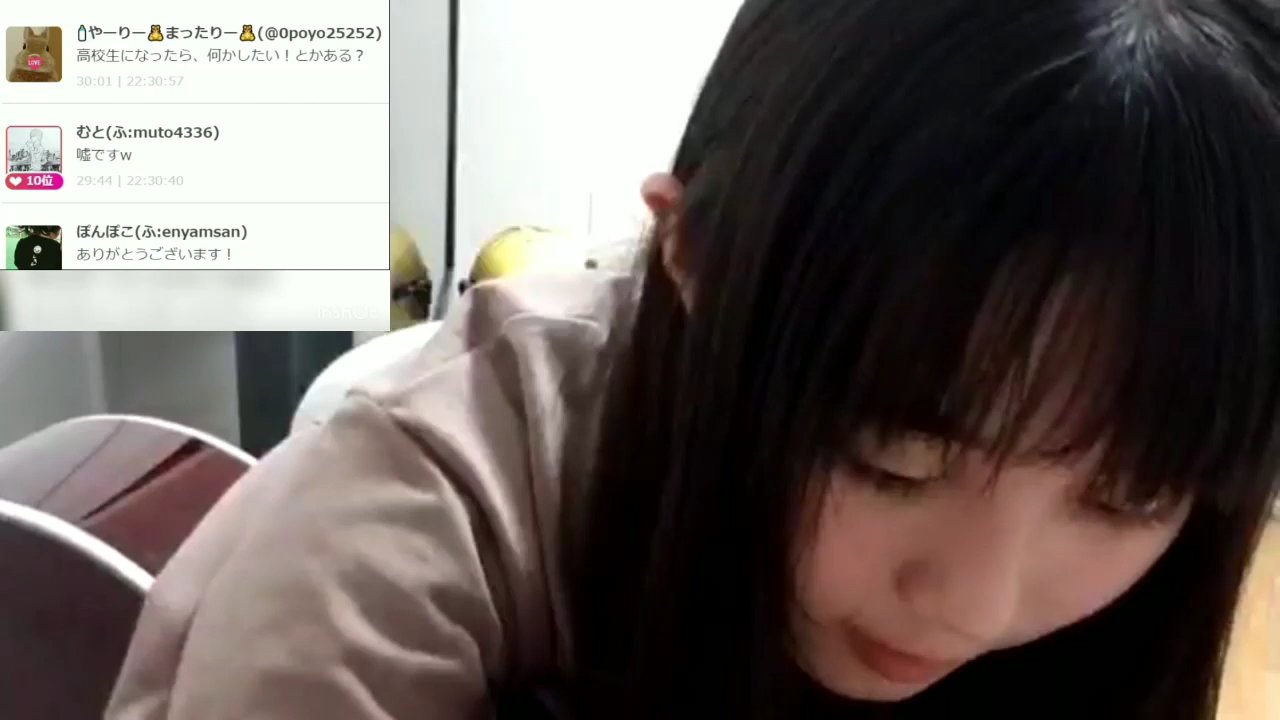 🍼やーりー🧸まったりー🧸(@0poyo25252)
高校生になったら、何かしたい！とかある？
30:01 | 22:30:57
むと(ふ:muto4336)
嘘ですw
10位
29:44 | 22:30:40
ぽんぽこ(ふ:enyamsan)
ありがとうございます！
LOVE